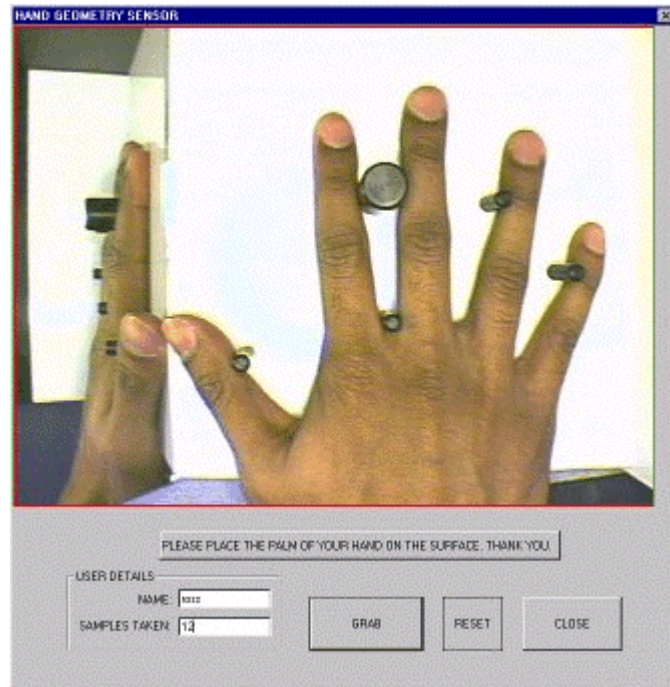 HAND GEOMETRY SENSOR
PLEASE PLACE THE PALM OF YOUR HAND ON THE SURFACE. THANK YOU.
USER DETAILS
NAME:
SAMPLES TAKEN: 12
GRAB
RESET
CLOSE